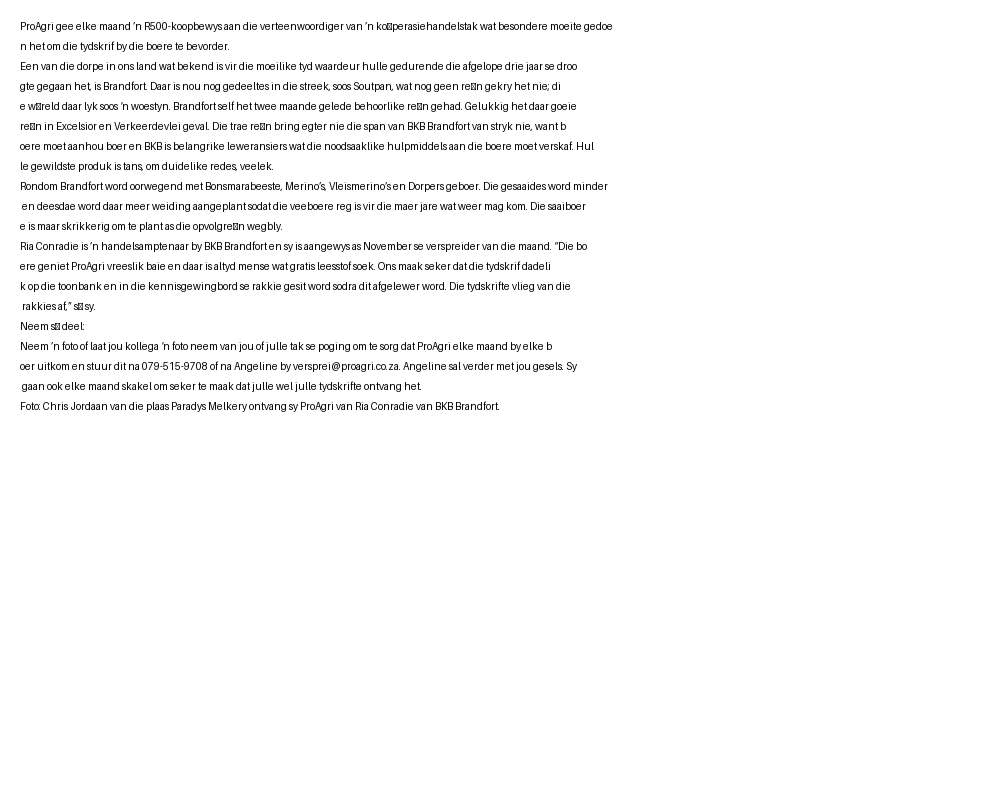 ProAgri gee elke maand ’n R500-koopbewys aan die verteenwoordiger van ’n ko▯perasiehandelstak wat besondere moeite gedoe
n het om die tydskrif by die boere te bevorder.
Een van die dorpe in ons land wat bekend is vir die moeilike tyd waardeur hulle gedurende die afgelope drie jaar se droo
gte gegaan het, is Brandfort. Daar is nou nog gedeeltes in die streek, soos Soutpan, wat nog geen re▯n gekry het nie; di
e w▯reld daar lyk soos ’n woestyn. Brandfort self het twee maande gelede behoorlike re▯n gehad. Gelukkig het daar goeie
re▯n in Excelsior en Verkeerdevlei geval. Die trae re▯n bring egter nie die span van BKB Brandfort van stryk nie, want b
oere moet aanhou boer en BKB is belangrike leweransiers wat die noodsaaklike hulpmiddels aan die boere moet verskaf. Hul
le gewildste produk is tans, om duidelike redes, veelek.
Rondom Brandfort word oorwegend met Bonsmarabeeste, Merino’s, Vleismerino’s en Dorpers geboer. Die gesaaides word minder
en deesdae word daar meer weiding aangeplant sodat die veeboere reg is vir die maer jare wat weer mag kom. Die saaiboer
e is maar skrikkerig om te plant as die opvolgre▯n wegbly.
Ria Conradie is ’n handelsamptenaar by BKB Brandfort en sy is aangewys as November se verspreider van die maand. “Die bo
ere geniet ProAgri vreeslik baie en daar is altyd mense wat gratis leesstof soek. Ons maak seker dat die tydskrif dadeli
k op die toonbank en in die kennisgewingbord se rakkie gesit word sodra dit afgelewer word. Die tydskrifte vlieg van die
rakkies af,” s▯ sy.
Neem s▯ deel:
Neem ’n foto of laat jou kollega ’n foto neem van jou of julle tak se poging om te sorg dat ProAgri elke maand by elke b
oer uitkom en stuur dit na 079-515-9708 of na Angeline by versprei@proagri.co.za. Angeline sal verder met jou gesels. Sy
gaan ook elke maand skakel om seker te maak dat julle wel julle tydskrifte ontvang het.
Foto: Chris Jordaan van die plaas Paradys Melkery ontvang sy ProAgri van Ria Conradie van BKB Brandfort.